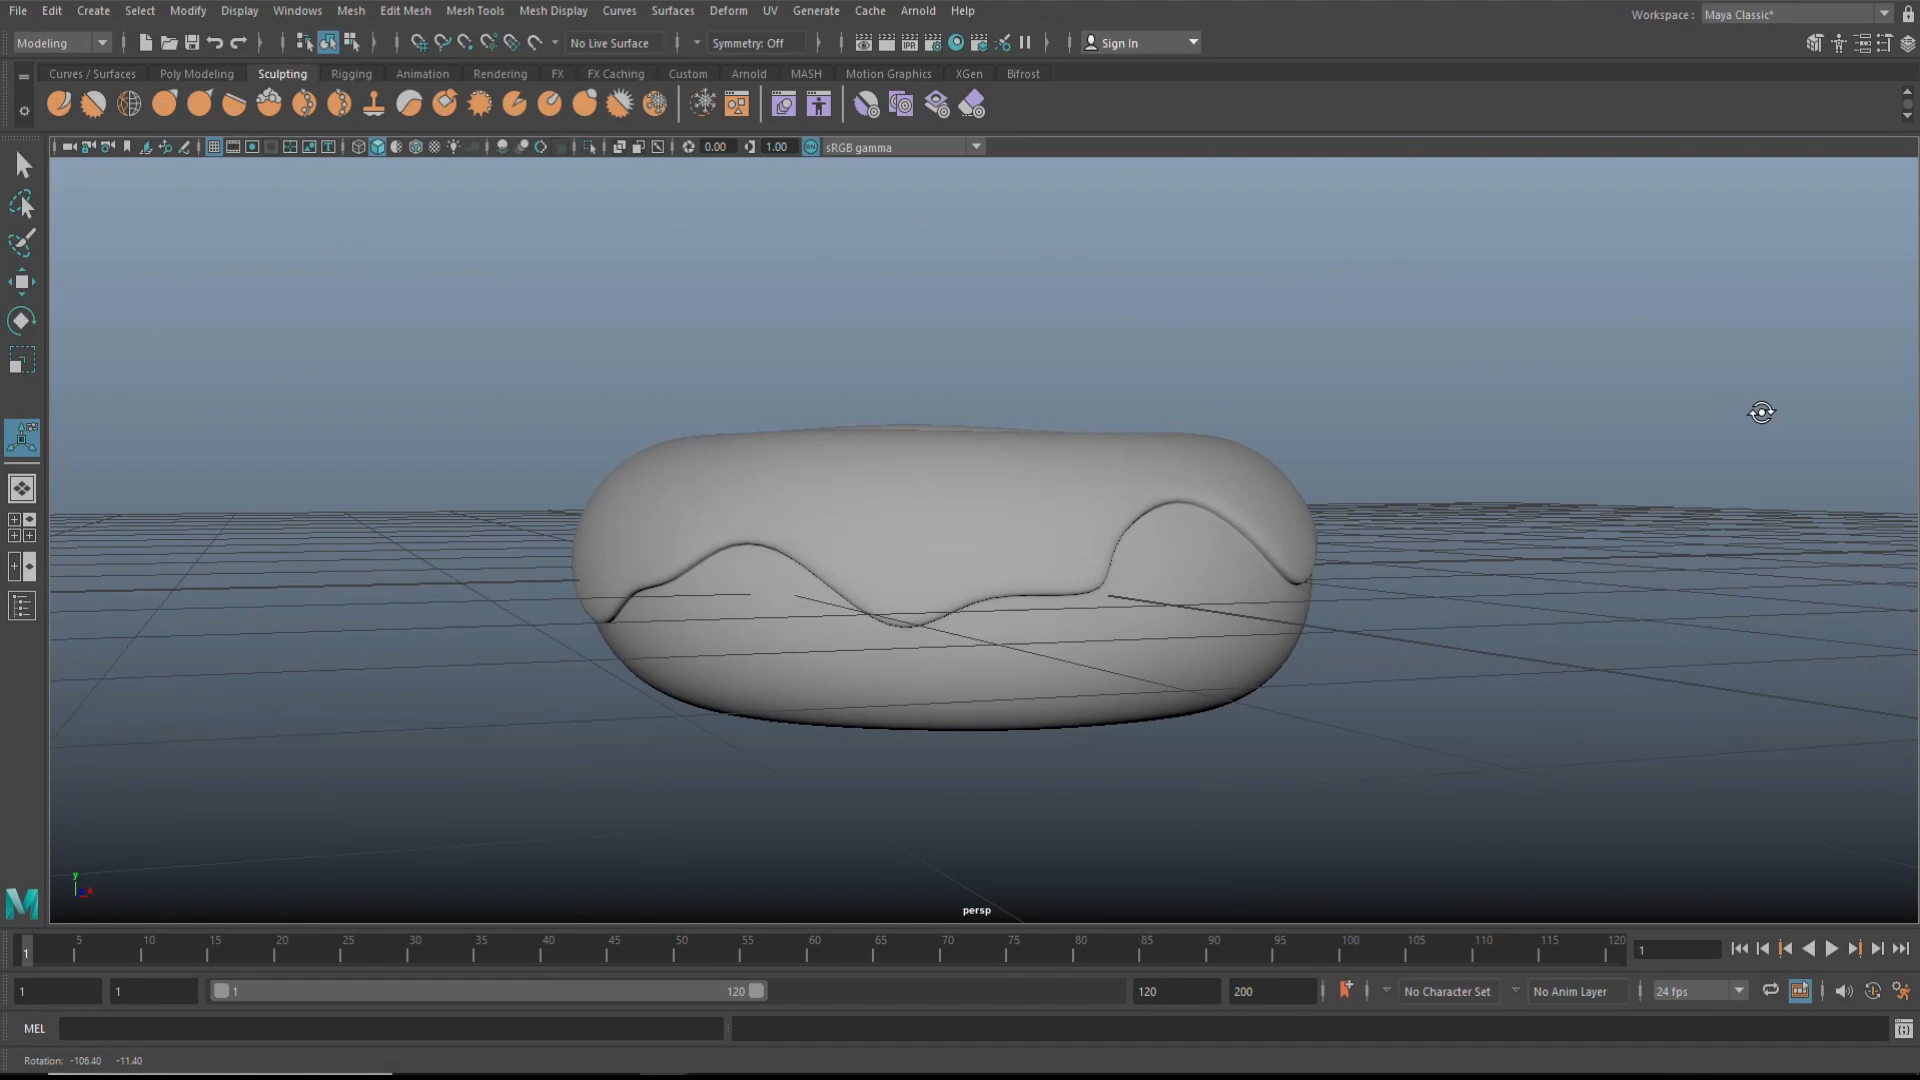 File Edit Create Select Modify Display Windows Mesh Edit Mesh Mesh Tools Mesh Display Curves Surfaces Deform UV Generate Cache Arnold Help
Workspace : Maya Classic*
Modeling No Live Surface Symmetry: Off Sign In
Curves / Surfaces Poly Modeling Sculpting Rigging Animation Rendering FX FX Caching Custom Arnold MASH Motion Graphics XGen Bifrost
0.00 1.00 ON sRGB gamma
y
x
persp
1 5 10 15 20 25 30 35 40 45 50 55 60 65 70 75 80 85 90 95 100 105 110 115 120 1
1 1 1 120 120 200 No Character Set No Anim Layer 24 fps
MEL
Rotation: -106.40 -11.40